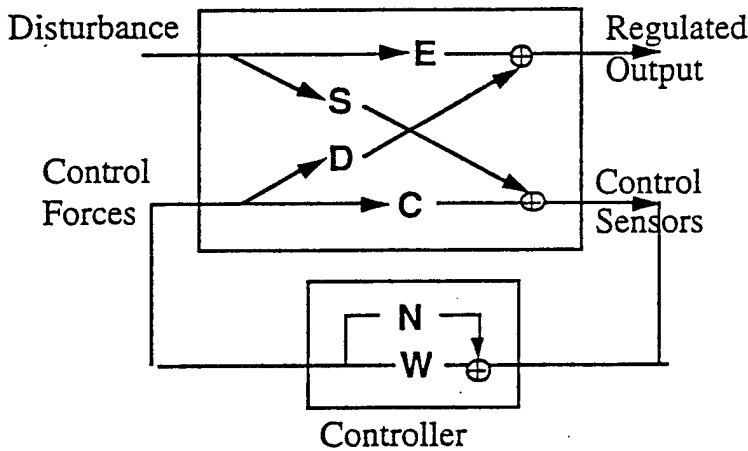 Disturbance
Regulated
Output
E
S
D
Control
Forces
C
Control
Sensors
N
W
Controller